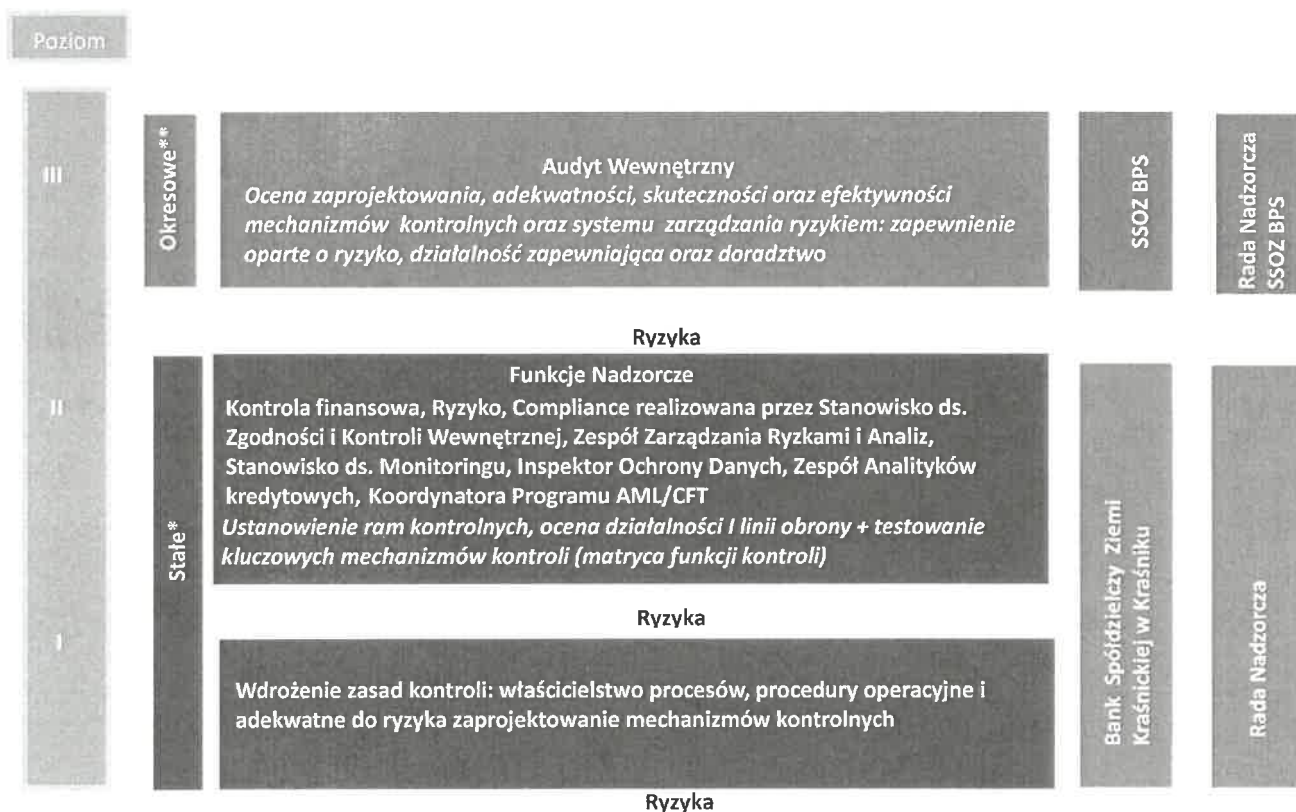 Poziom
III
Okresowe**
Audyt Wewnętrzny
Ocena zaprojektowania, adekwatności, skuteczności oraz efektywności
mechanizmów kontrolnych oraz systemu zarządzania ryzykiem: zapewnienie
oparte o ryzyko, działalność zapewniająca oraz doradztwo
SSOZ BPS
Rada Nadzorcza
SSOZ BPS
Ryzyka
II
Stałe*
Funkcje Nadzorcze
Kontrola finansowa, Ryzyko, Compliance realizowana przez Stanowisko ds.
Zgodności i Kontroli Wewnętrznej, Zespół Zarządzania Ryzkami i Analiz,
Stanowisko ds. Monitoringu, Inspektor Ochrony Danych, Zespół Analityków
kredytowych, Koordynatora Programu AML/CFT
Ustanowienie ram kontrolnych, ocena działalności I linii obrony + testowanie
kluczowych mechanizmów kontroli (matryca funkcji kontroli)
Bank Spółdzielczy Ziemi
Kraśnickiej w Kraśniku
Rada Nadzorcza
Ryzyka
I
Wdrożenie zasad kontroli: właścicielstwo procesów, procedury operacyjne i
adekwatne do ryzyka zaprojektowanie mechanizmów kontrolnych
Ryzyka